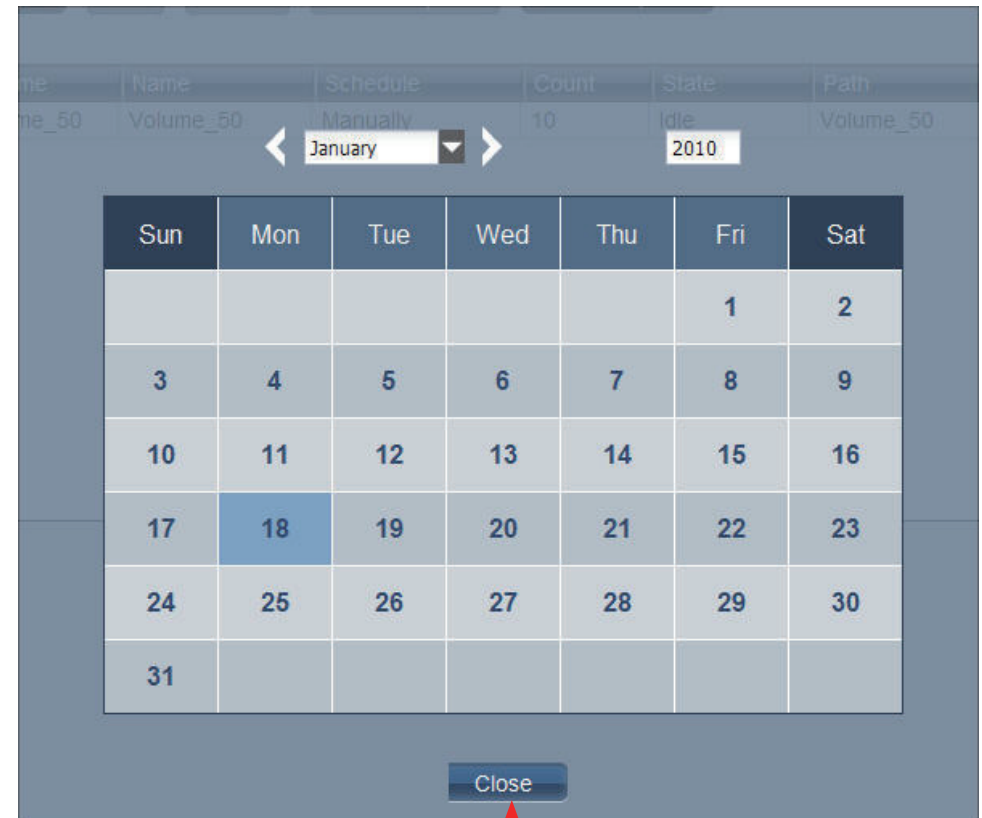 me Name Schedule Count State Path
me_50 Volume_50 Manually 10 Idle Volume_50
January 2010
Sun Mon Tue Wed Thu Fri Sat
1 2
3 4 5 6 7 8 9
10 11 12 13 14 15 16
17 18 19 20 21 22 23
24 25 26 27 28 29 30
31
Close